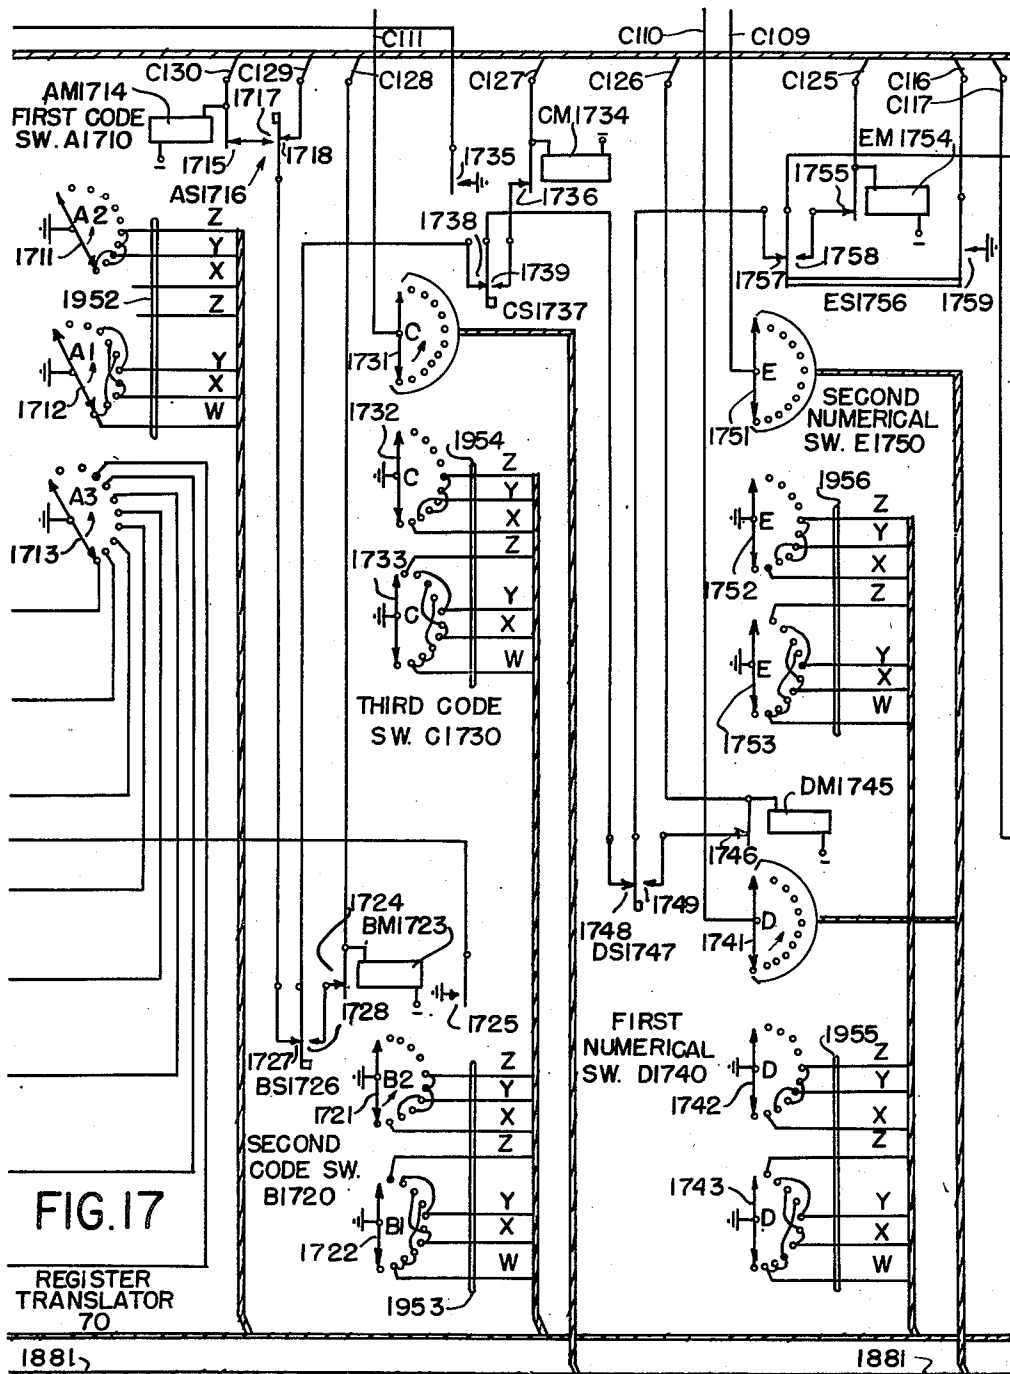 C111
C110
C109
C130
C129
C128
C127
C126
C125
C116
C117
AM1714
FIRST CODE
SW. A1710
1717
1715
1718
AS1716
CM1734
1735
1736
1738
1739
CS1737
EM1754
1755
1757
1758
ES1756
1759
A2
1711
Z
Y
X
1952
Z
A1
1712
Y
X
W
A3
1713
C
1731
1732
C
1954
Z
Y
X
Z
1733
C
Y
X
W
THIRD CODE
SW. C1730
E
1751
SECOND
NUMERICAL
SW. E1750
1956
E
1752
Z
Y
X
Z
E
1753
Y
X
W
DM1745
1746
1748
1749
DS1747
D
1741
1724
BM1723
1725
1727
1728
BS1726
B2
1721
Z
Y
X
Z
SECOND
CODE SW.
B1720
B1
1722
Y
X
W
1953
FIRST
NUMERICAL
SW. D1740
1955
D
1742
Z
Y
X
Z
1743
D
Y
X
W
FIG.17
REGISTER
TRANSLATOR
70
1881
1881